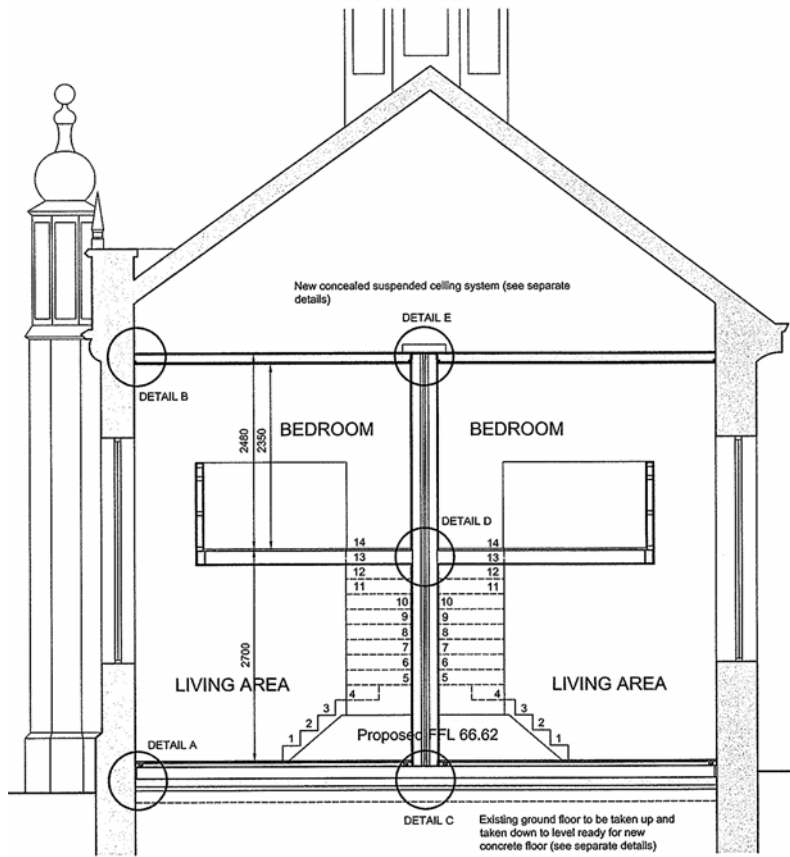 New concealed suspended ceiling system (see separate
details)
DETAIL E
DETAIL B
BEDROOM
BEDROOM
2480
2350
DETAIL D
14
14
13
13
12
12
11
11
10
10
9
9
8
8
7
7
6
6
5
5
2700
LIVING AREA
LIVING AREA
4
4
3
3
2
2
1
1
Proposed FFL 66.62
DETAIL A
DETAIL C
Existing ground floor to be taken up and
taken down to level ready for new
concrete floor (see separate details)